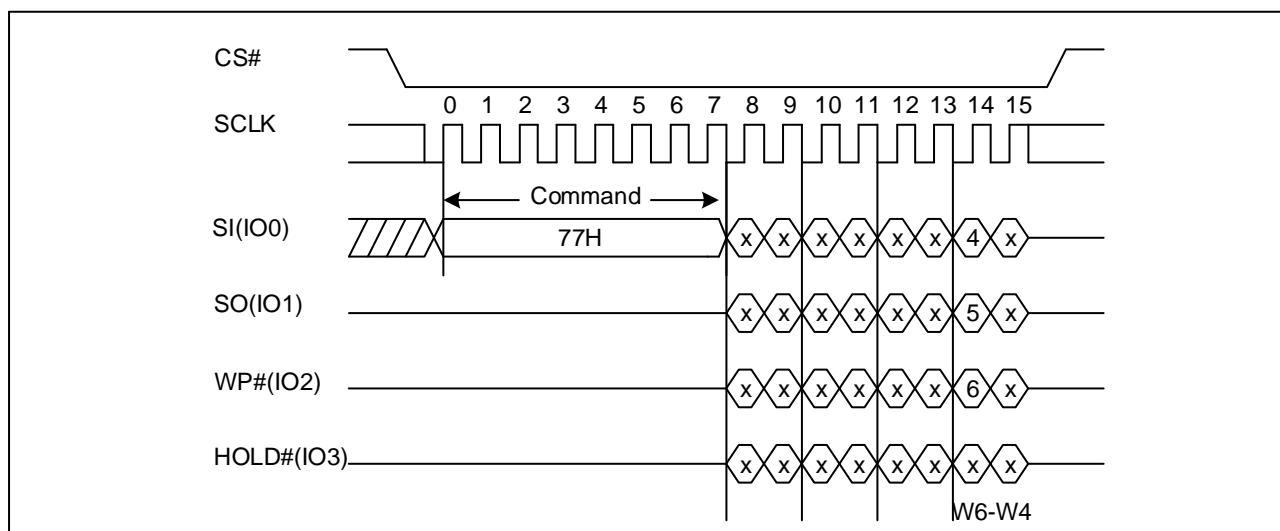 CS#
0 1 2 3 4 5 6 7 8 9 10 11 12 13 14 15
SCLK
Command
SI(IO0) 77H x x x x x x 4 x
SO(IO1) x x x x x x 5 x
WP#(IO2) x x x x x x 6 x
HOLD#(IO3) x x x x x x x x
W6-W4